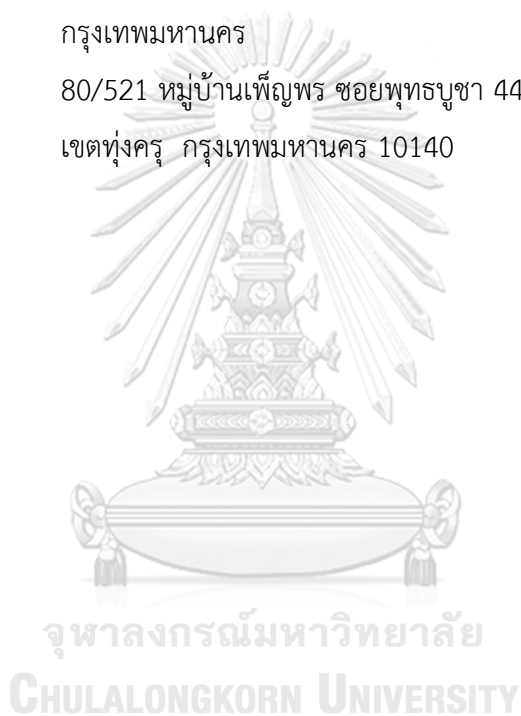 กรุงเทพมหานคร
80/521 หมู่บ้านเพ็ญพร ซอยพุทธบูชา 44
เขตทุ่งครุ กรุงเทพมหานคร 10140
จุฬาลงกรณ์มหาวิทยาลัย
CHULALONGKORN UNIVERSITY